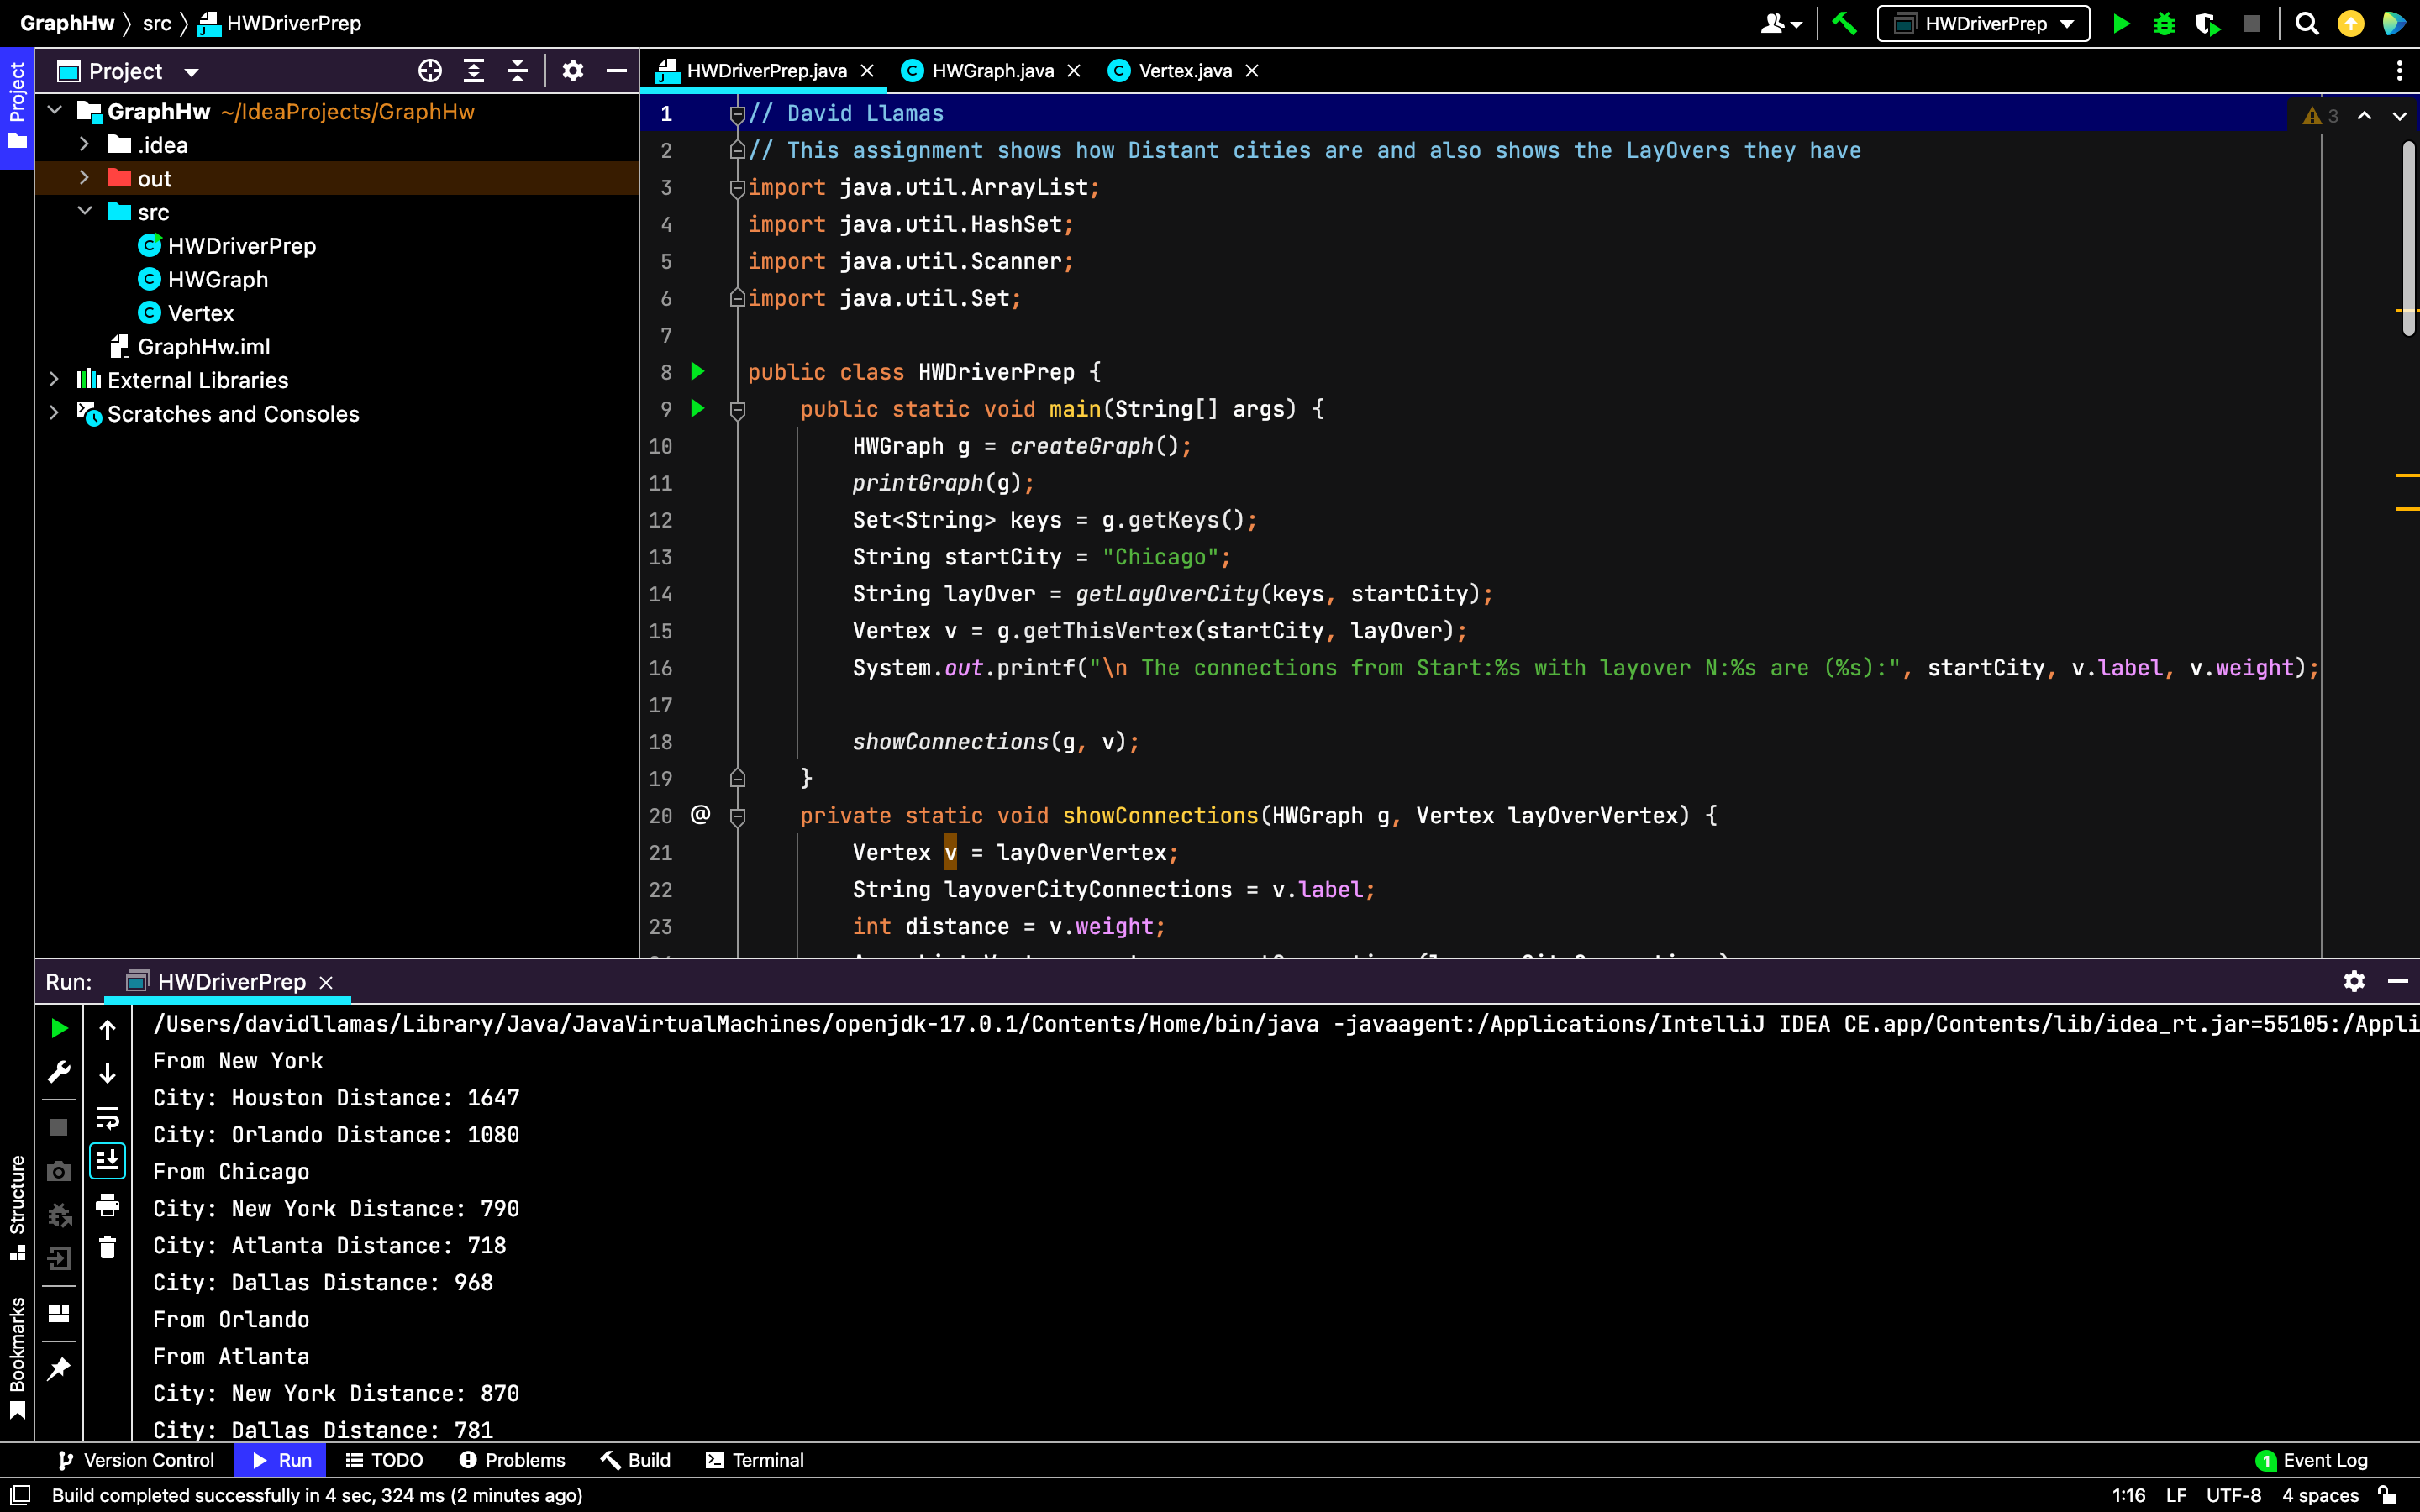 GraphHw src HWDriverPrep
HWDriverPrep
Project
Project
HWDriverPrep.java
HWGraph.java
Vertex.java
GraphHw ~/IdeaProjects/GraphHw
.idea
out
src
HWDriverPrep
HWGraph
Vertex
GraphHw.iml
External Libraries
Scratches and Consoles
3
1 // David Llamas
2 // This assignment shows how Distant cities are and also shows the LayOvers they have
3 import java.util.ArrayList;
4 import java.util.HashSet;
5 import java.util.Scanner;
6 import java.util.Set;
7
8 public class HWDriverPrep {
9 public static void main(String[] args) {
10 HWGraph g = createGraph();
11 printGraph(g);
12 Set<String> keys = g.getKeys();
13 String startCity = "Chicago";
14 String layOver = getLayOverCity(keys, startCity);
15 Vertex v = g.getThisVertex(startCity, layOver);
16 System.out.printf("\n The connections from Start:%s with layover N:%s are (%s):", startCity, v.label, v.weight);
17
18 showConnections(g, v);
19 }
20 @ private static void showConnections(HWGraph g, Vertex layOverVertex) {
21 Vertex v = layOverVertex;
22 String layoverCityConnections = v.label;
23 int distance = v.weight;
Run: HWDriverPrep
/Users/davidllamas/Library/Java/JavaVirtualMachines/openjdk-17.0.1/Contents/Home/bin/java -javaagent:/Applications/IntelliJ IDEA CE.app/Contents/lib/idea_rt.jar=55105:/Appli
From New York
City: Houston Distance: 1647
City: Orlando Distance: 1080
From Chicago
City: New York Distance: 790
City: Atlanta Distance: 718
City: Dallas Distance: 968
From Orlando
From Atlanta
City: New York Distance: 870
City: Dallas Distance: 781
Structure
Bookmarks
Version Control Run TODO Problems Build Terminal 1 Event Log
Build completed successfully in 4 sec, 324 ms (2 minutes ago) 1:16 LF UTF-8 4 spaces